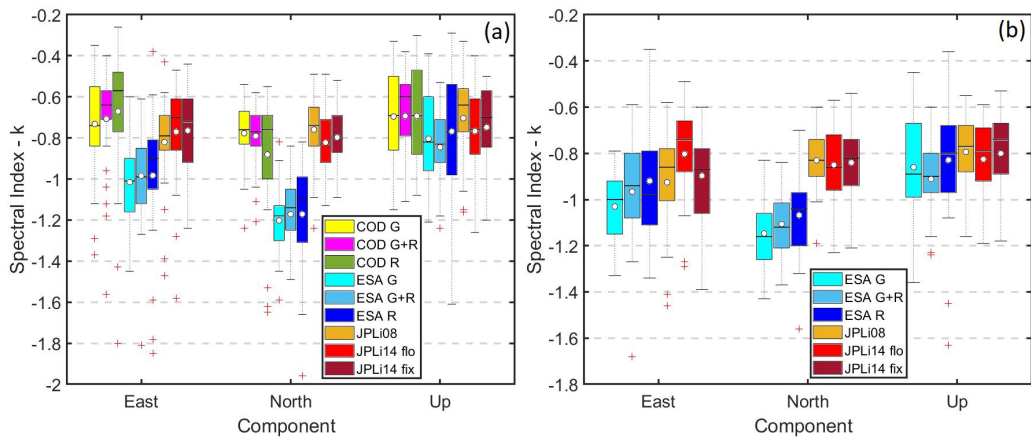 (a)
Spectral Index - k
-0.2
-0.4
-0.6
-0.8
-1
-1.2
-1.4
-1.6
-1.8
-2
COD G
COD G+R
COD R
ESA G
ESA G+R
ESA R
JPLi08
JPLi14 flo
JPLi14 fix
East
North
Up
Component
(b)
Spectral Index - k
-0.2
-0.4
-0.6
-0.8
-1
-1.2
-1.4
-1.6
-1.8
ESA G
ESA G+R
ESA R
JPLi08
JPLi14 flo
JPLi14 fix
East
North
Up
Component